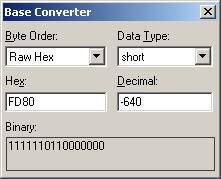 Base Converter
Byte Order: Data Type:
Raw Hex short
Hex: Decimal:
FD80 -640
Binary:
1111110110000000